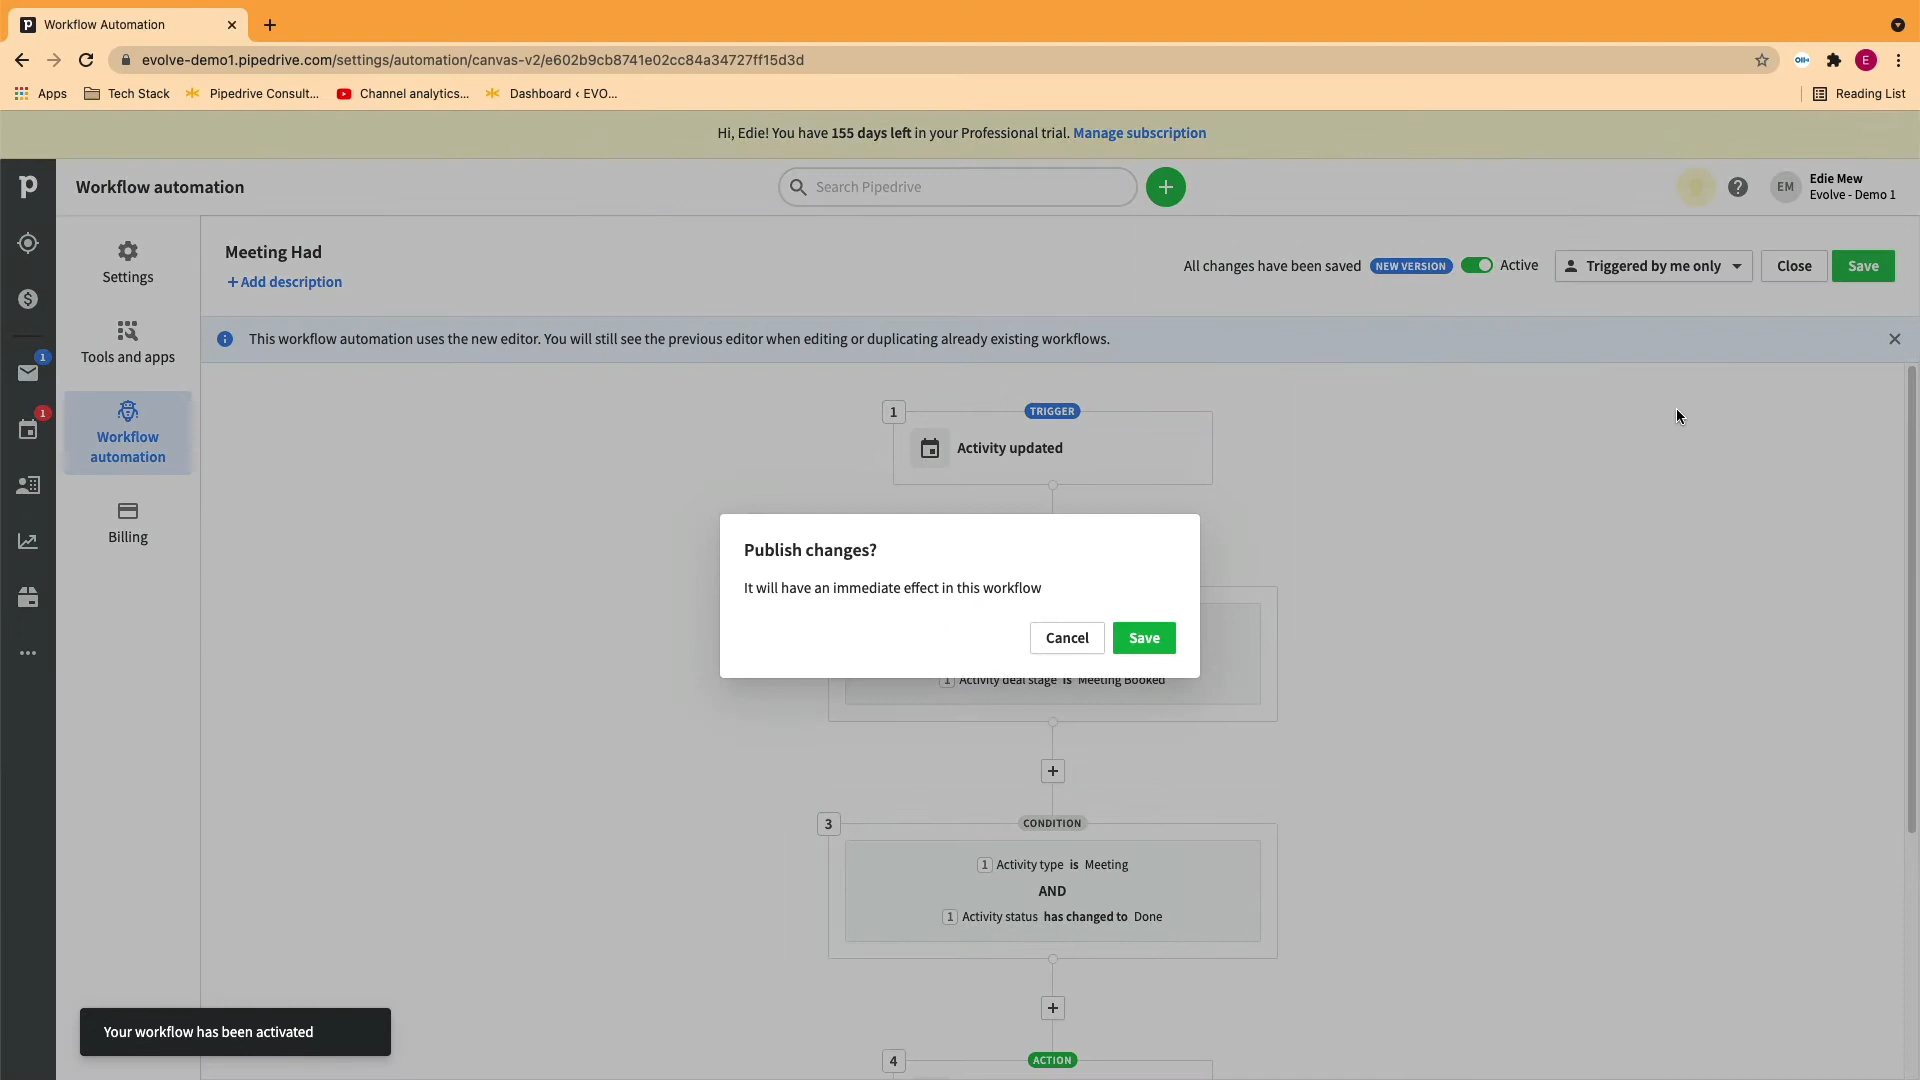 Workflow Automation
evolve-demo1.pipedrive.com/settings/automation/canvas-v2/e602b9cb8741e02cc84a34727ff15d3d
E
Apps
Tech Stack
Pipedrive Consult...
Channel analytics...
Dashboard ‹ EVO...
Reading List
Hi, Edie! You have 155 days left in your Professional trial. Manage subscription
Workflow automation
Search Pipedrive
EM
Edie Mew
Evolve - Demo 1
Settings
Tools and apps
Workflow
automation
Billing
1
1
Meeting Had
+ Add description
All changes have been saved
NEW VERSION
Active
Triggered by me only
Close
Save
This workflow automation uses the new editor. You will still see the previous editor when editing or duplicating already existing workflows.
1
TRIGGER
Activity updated
Publish changes?
It will have an immediate effect in this workflow
Cancel
Save
1 Activity deal stage is Meeting Booked
3
CONDITION
1 Activity type is Meeting
AND
1 Activity status has changed to Done
4
ACTION
Your workflow has been activated